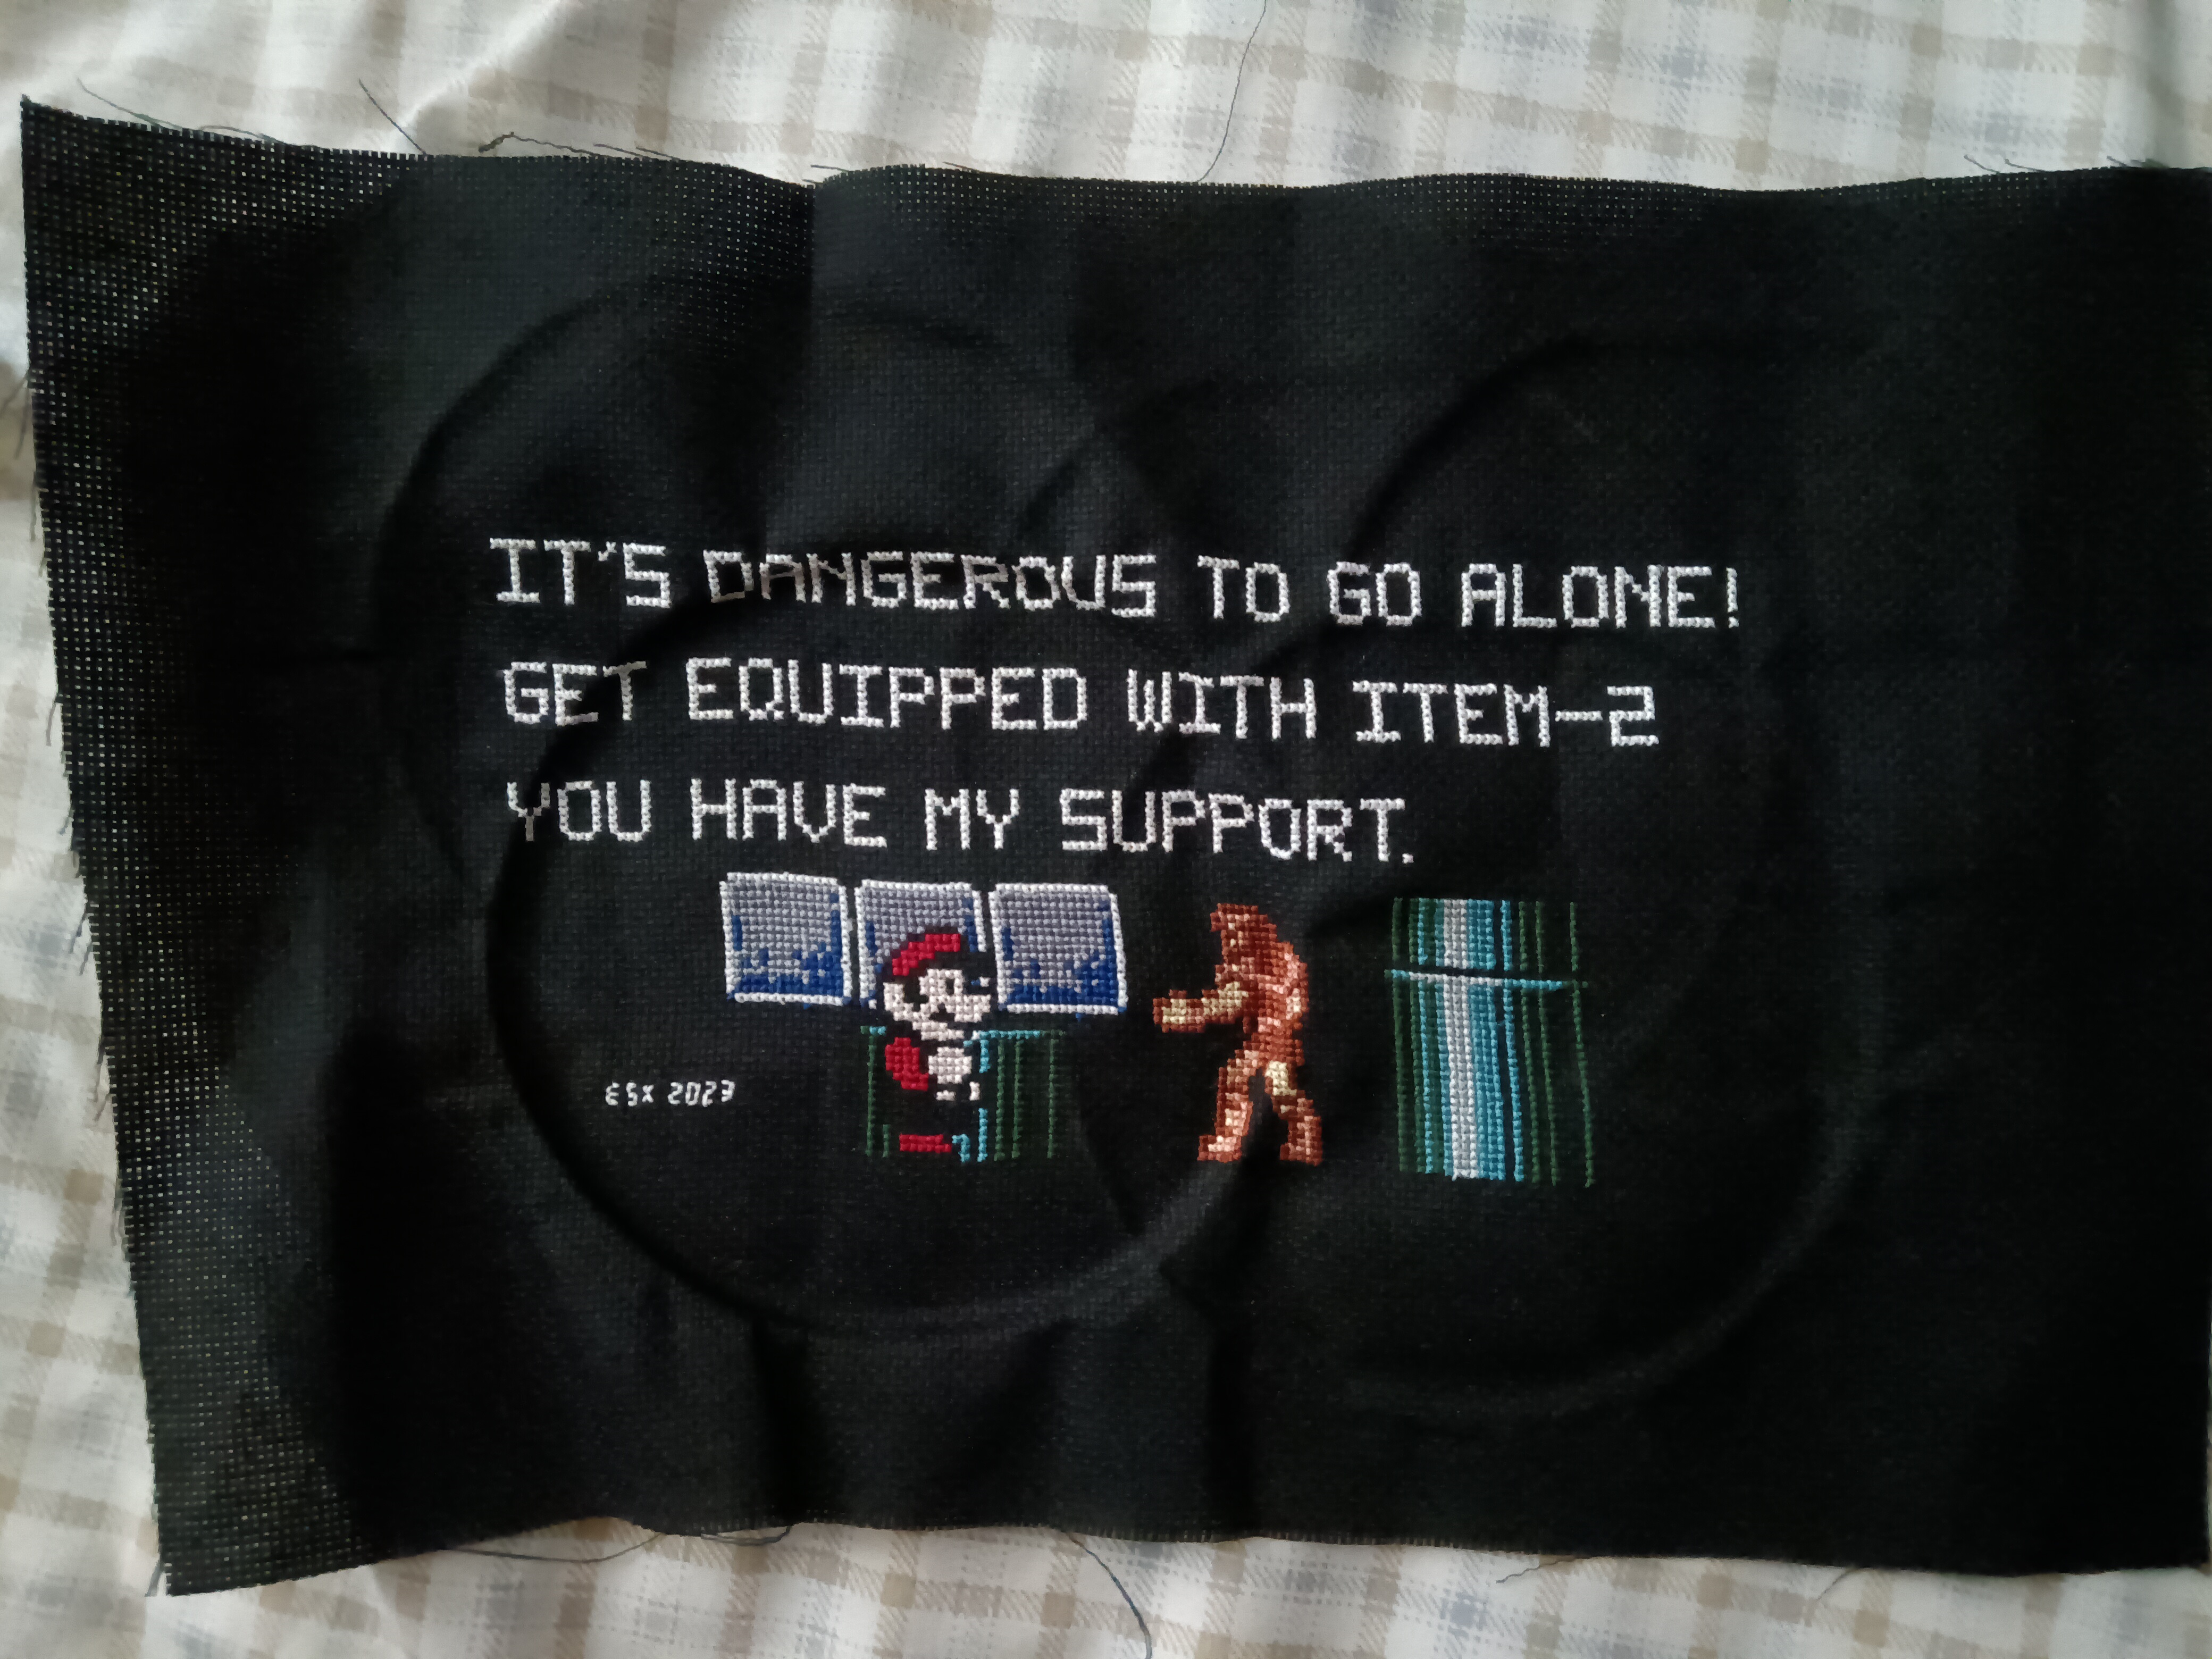 IT'S DANGEROUS TO GO ALONE!
GET EQUIPPED WITH ITEM-2
YOU HAVE MY SUPPORT.
ESX 2023